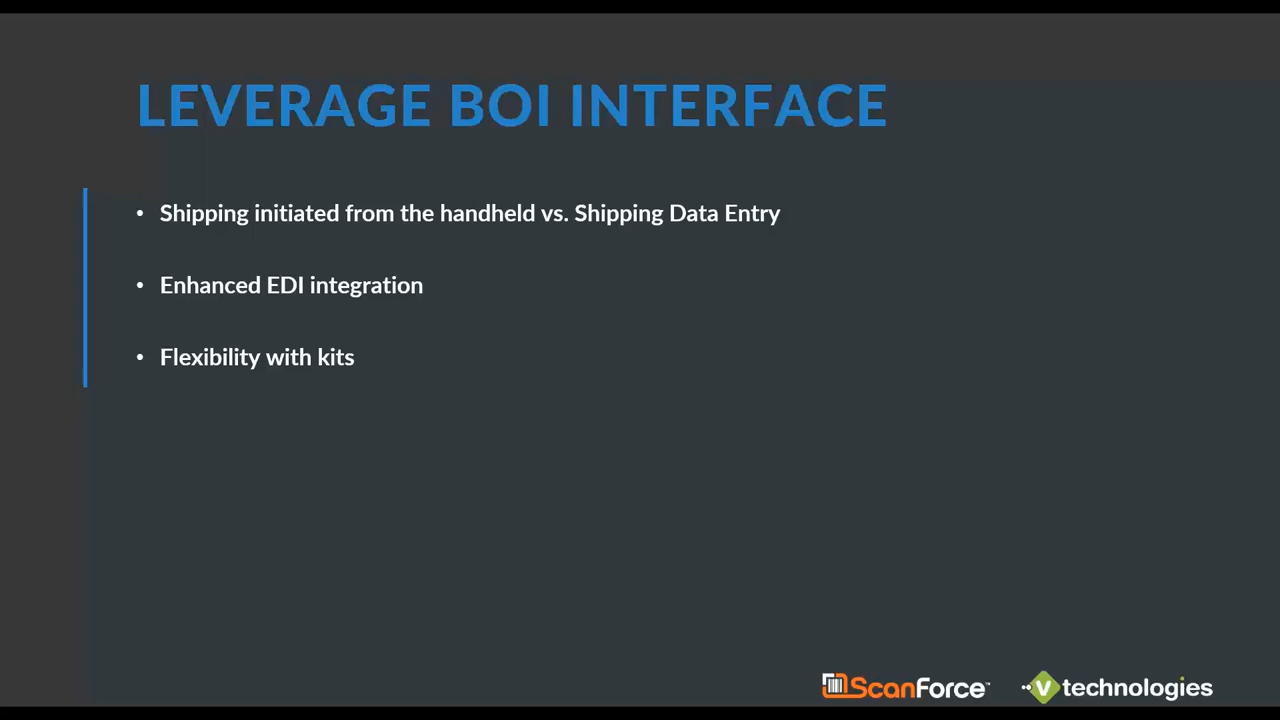 LEVERAGE BOI INTERFACE
• Shipping initiated from the handheld vs. Shipping Data Entry
• Enhanced EDI integration
• Flexibility with kits
ScanForce™ V technologies